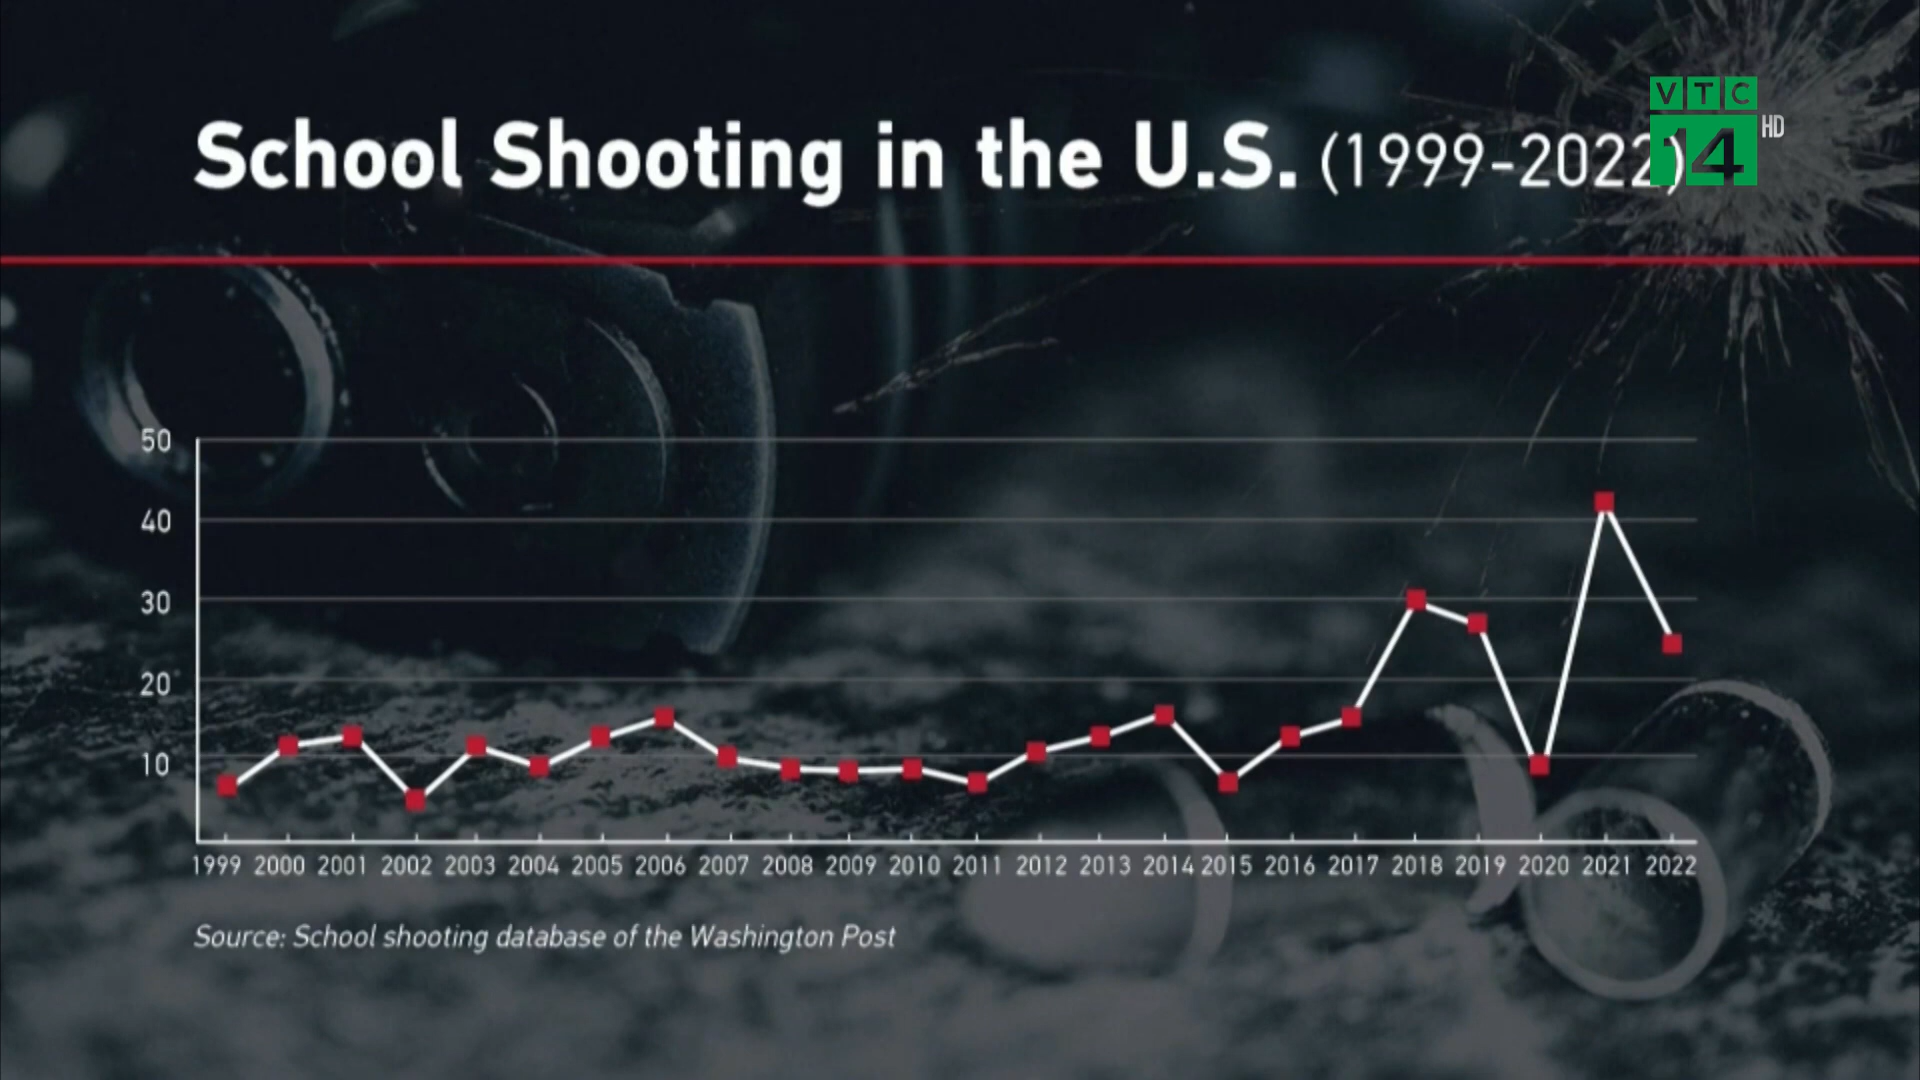 VTC
School Shooting in the U.S. (1999-2022)
14 HD
50
40
30
20
10
1999 2000 2001 2002 2003 2004 2005 2006 2007 2008 2009 2010 2011 2012 2013 2014 2015 2016 2017 2018 2019 2020 2021 2022
Source: School shooting database of the Washington Post